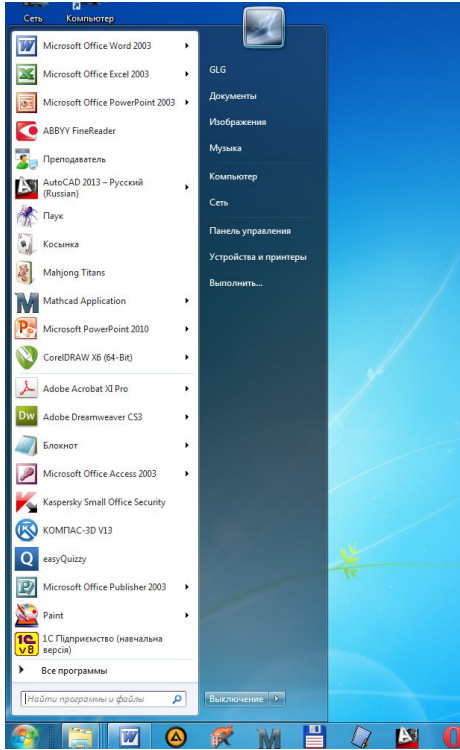 Сеть Компьютер
Microsoft Office Word 2003
Microsoft Office Excel 2003
Microsoft Office PowerPoint 2003
ABBYY FineReader
Преподаватель
AutoCAD 2013 – Русский
(Russian)
Паук
Косынка
Mahjong Titans
Mathcad Application
Microsoft PowerPoint 2010
CorelDRAW X6 (64-Bit)
Adobe Acrobat XI Pro
Dw Adobe Dreamweaver CS3
Блокнот
Microsoft Office Access 2003
Kaspersky Small Office Security
КОМПАС-3D V13
easyQuizzy
Microsoft Office Publisher 2003
Paint
1С Підприємство (навчальна
версія)
Все программы
Найти программы и файлы
GLG
Документы
Изображения
Музыка
Компьютер
Сеть
Панель управления
Устройства и принтеры
Выполнить...
Выключение